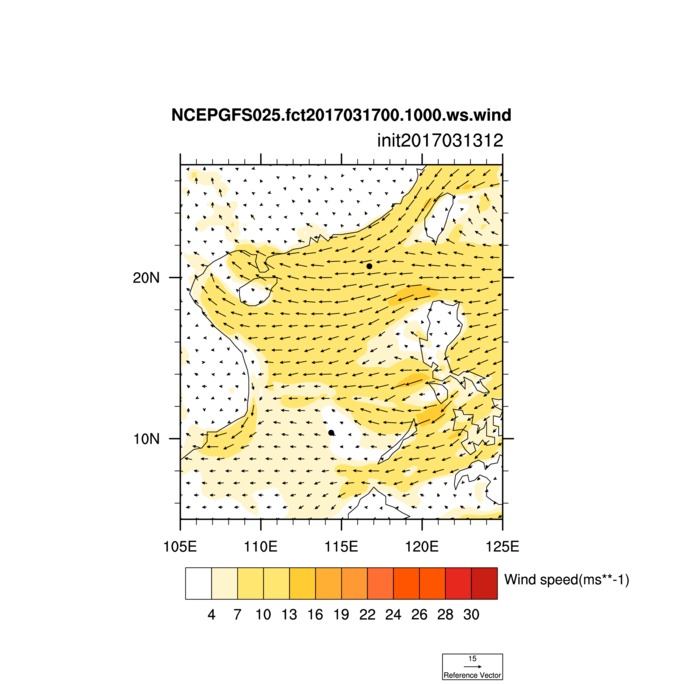 NCEPGFS025.fct2017031700.1000.ws.wind
init2017031312
20N
10N
105E 110E 115E 120E 125E
Wind speed(ms**-1)
4 7 10 13 16 19 22 24 26 28 30
15
Reference Vector